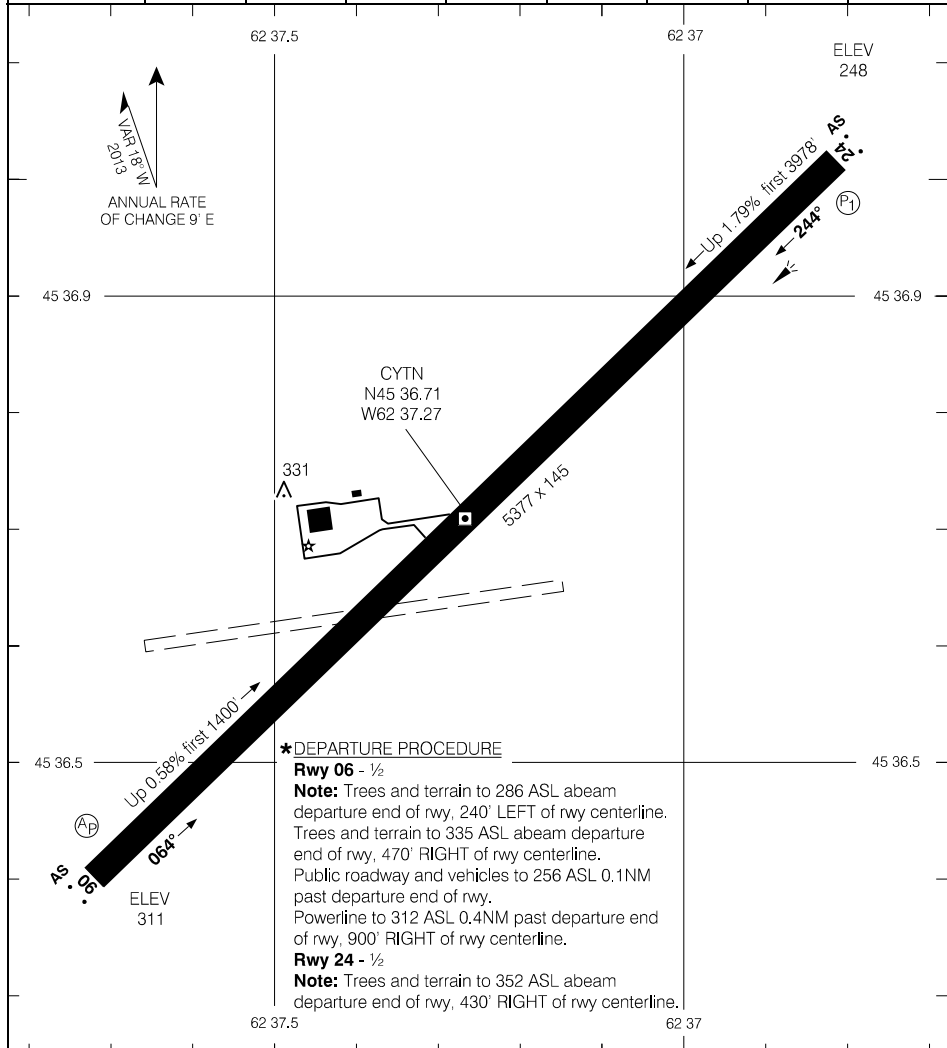 62 37.5
62 37
ELEV
248
VAR 18° W
2013
ANNUAL RATE
OF CHANGE 9' E
AS
24
P1
Up 1.79% first 3978'
244°
45 36.9
45 36.9
CYTN
N45 36.71
W62 37.27
331
5377 x 145
45 36.5
45 36.5
Up 0.58% first 1400'
064°
AP
AS
06
ELEV
311
*DEPARTURE PROCEDURE
Rwy 06 - ½
Note: Trees and terrain to 286 ASL abeam
departure end of rwy, 240' LEFT of rwy centerline.
Trees and terrain to 335 ASL abeam departure
end of rwy, 470' RIGHT of rwy centerline.
Public roadway and vehicles to 256 ASL 0.1NM
past departure end of rwy.
Powerline to 312 ASL 0.4NM past departure end
of rwy, 900' RIGHT of rwy centerline.
Rwy 24 - ½
Note: Trees and terrain to 352 ASL abeam
departure end of rwy, 430' RIGHT of rwy centerline.
62 37.5
62 37